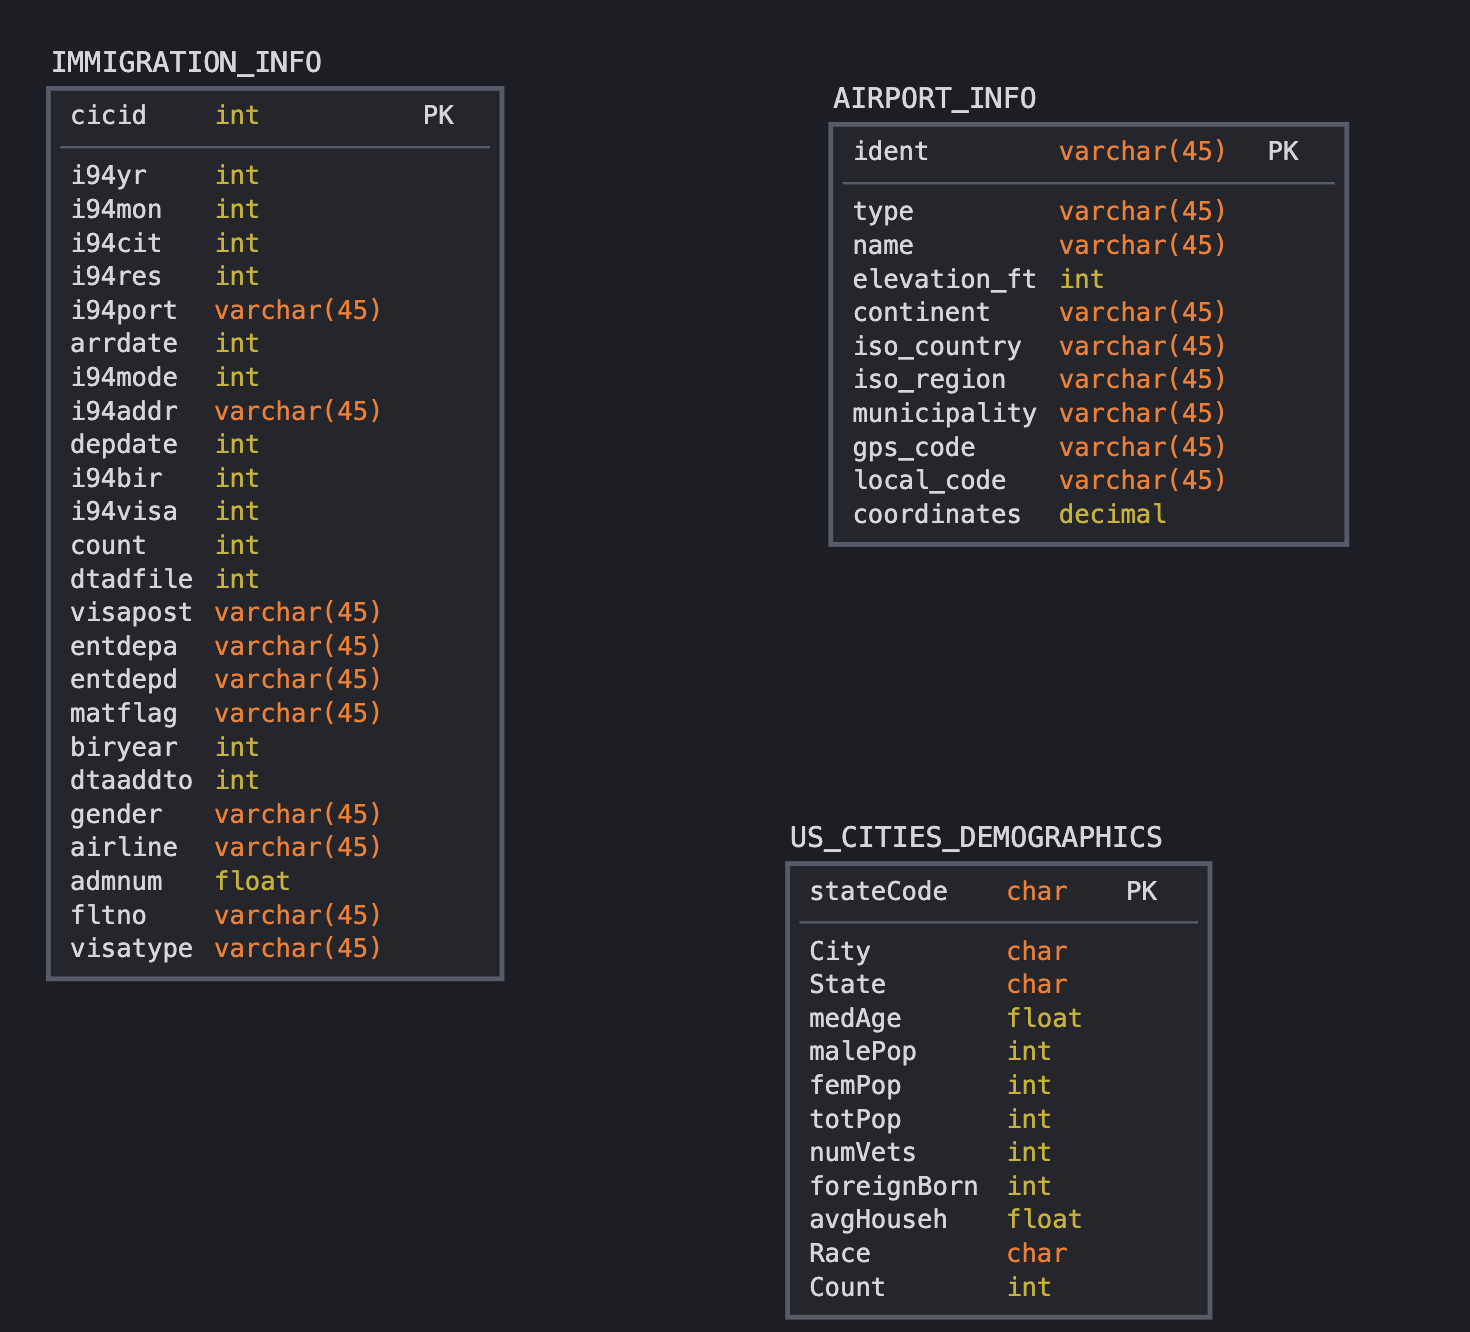 IMMIGRATION_INFO
cicid int PK
i94yr int
i94mon int
i94cit int
i94res int
i94port varchar(45)
arrdate int
i94mode int
i94addr varchar(45)
depdate int
i94bir int
i94visa int
count int
dtadfile int
visapost varchar(45)
entdepa varchar(45)
entdepd varchar(45)
matflag varchar(45)
biryear int
dtaaddto int
gender varchar(45)
airline varchar(45)
admnum float
fltno varchar(45)
visatype varchar(45)
AIRPORT_INFO
ident varchar(45) PK
type varchar(45)
name varchar(45)
elevation_ft int
continent varchar(45)
iso_country varchar(45)
iso_region varchar(45)
municipality varchar(45)
gps_code varchar(45)
local_code varchar(45)
coordinates decimal
US_CITIES_DEMOGRAPHICS
stateCode char PK
City char
State char
medAge float
malePop int
femPop int
totPop int
numVets int
foreignBorn int
avgHouseh float
Race char
Count int